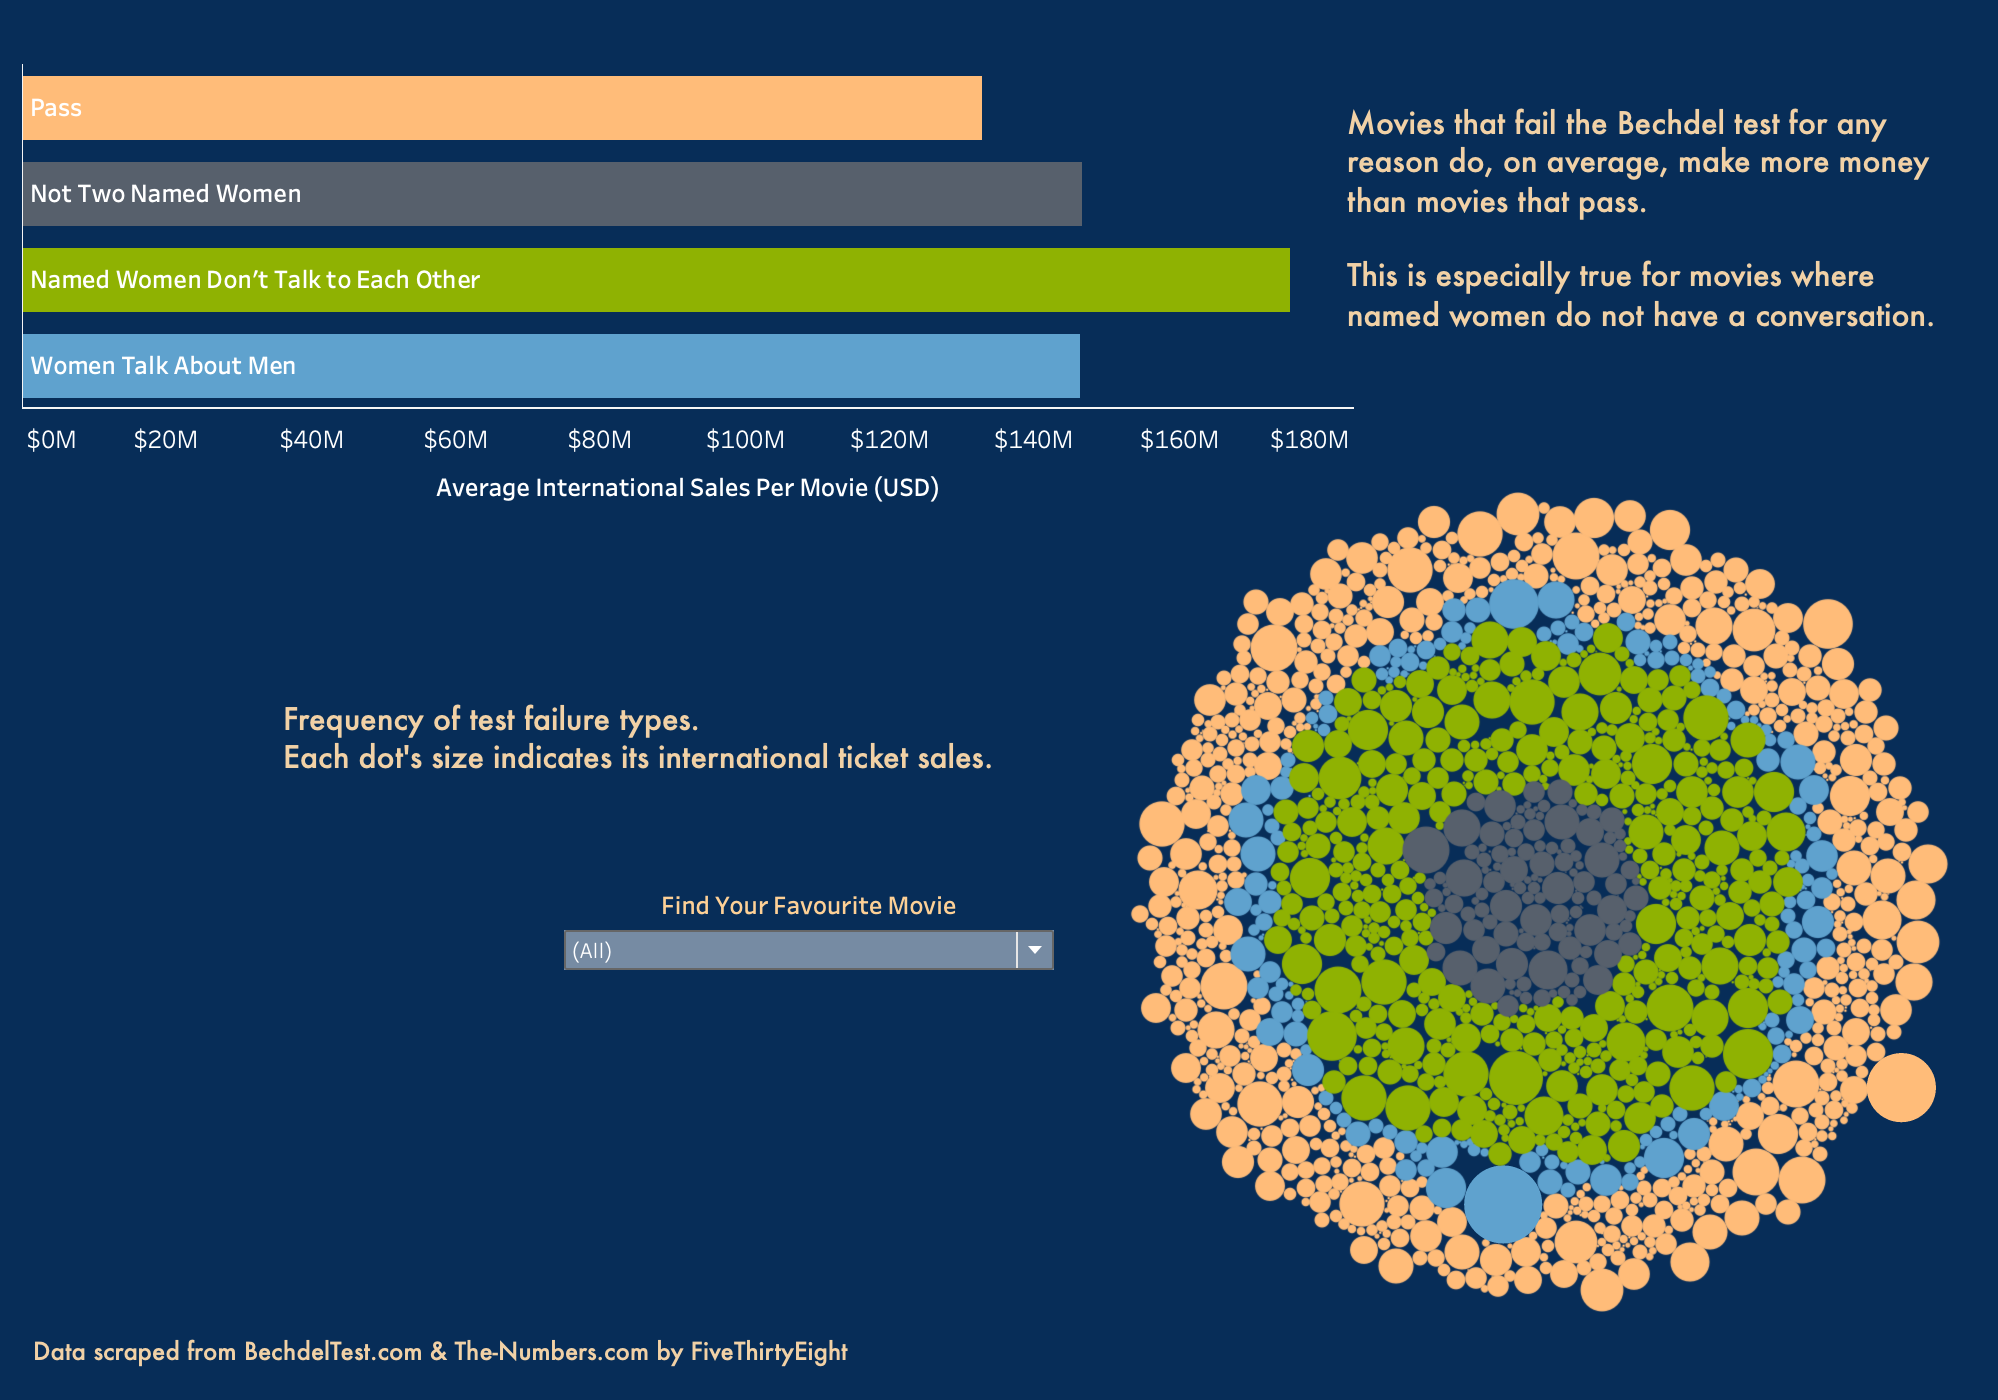 Pass
Not Two Named Women
Named Women Don’t Talk to Each Other
Women Talk About Men
$0M $20M $40M $60M $80M $100M $120M $140M $160M $180M
Average International Sales Per Movie (USD)
Movies that fail the Bechdel test for any
reason do, on average, make more money
than movies that pass.
This is especially true for movies where
named women do not have a conversation.
Frequency of test failure types.
Each dot's size indicates its international ticket sales.
Find Your Favourite Movie
(All)
Data scraped from BechdelTest.com & The-Numbers.com by FiveThirtyEight